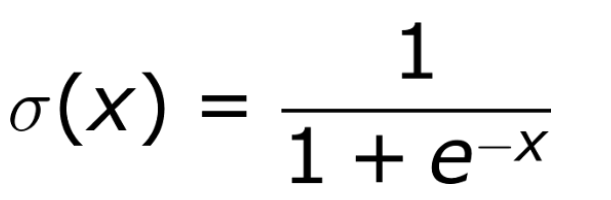 σ(x) = 1 / (1 + e⁻ˣ)